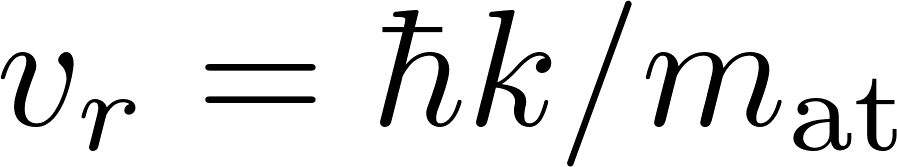 v_r = ħk/m_at